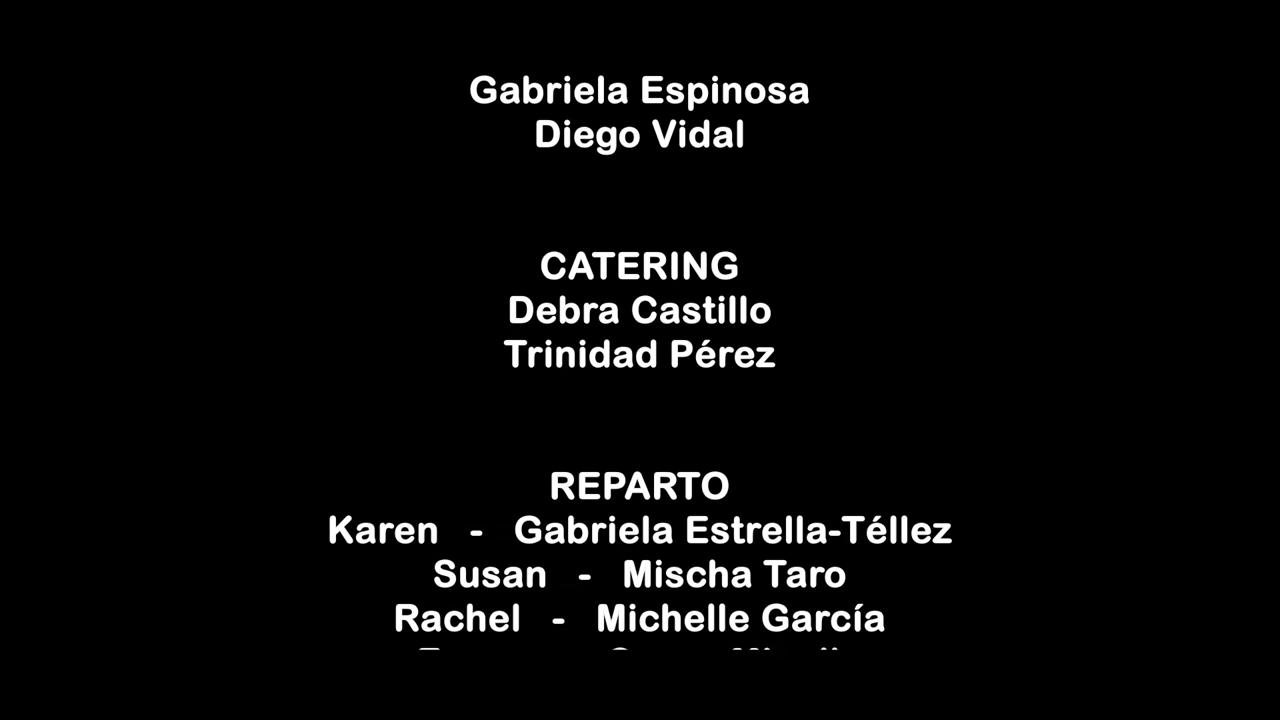 Gabriela Espinosa
Diego Vidal
CATERING
Debra Castillo
Trinidad Pérez
REPARTO
Karen - Gabriela Estrella-Téllez
Susan - Mischa Taro
Rachel - Michelle García